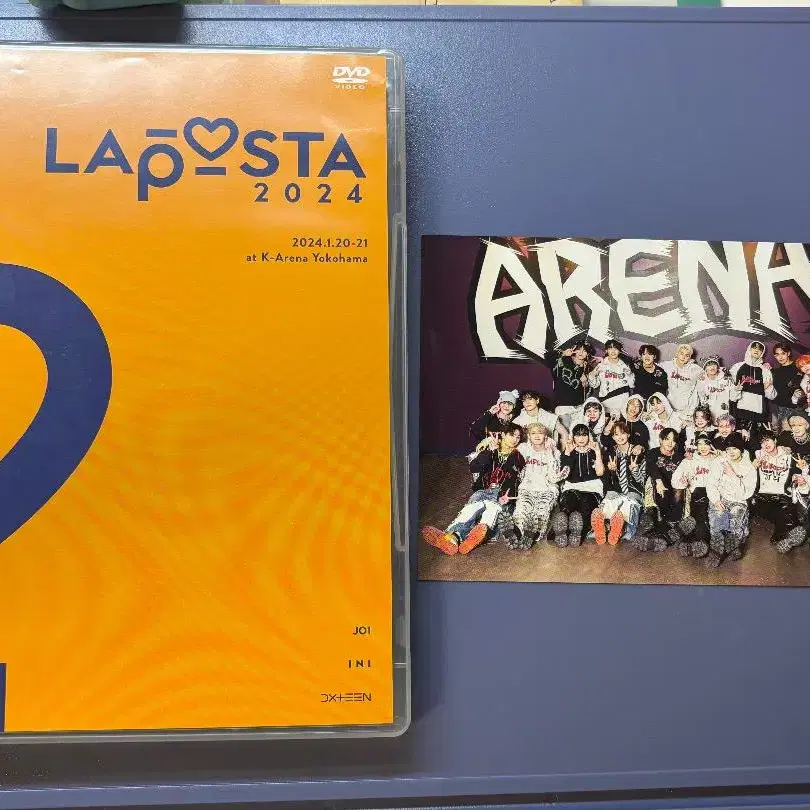 DVD
VIDEO
LAPOSTA
2024
2024.1.20-21
at K-Arena Yokohama
JO1
INI
DXTEEN
ARENA